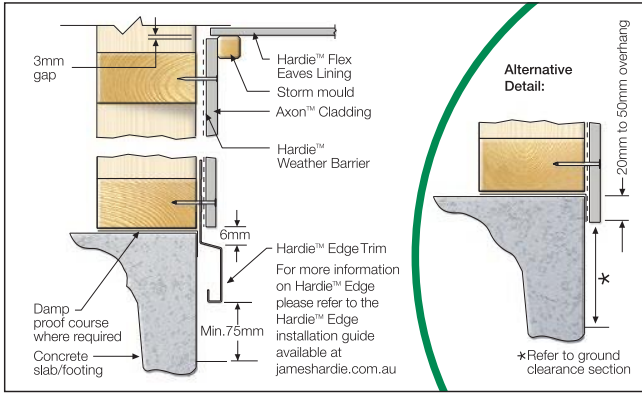 3mm
gap
Hardie™ Flex
Eaves Lining
Storm mould
Axon™ Cladding
Hardie™
Weather Barrier
6mm
Hardie™ Edge Trim
For more information
on Hardie™ Edge
please refer to the
Hardie™ Edge
installation guide
available at
jameshardie.com.au
Min.75mm
Damp
proof course
where required
Concrete
slab/footing
Alternative
Detail:
20mm to 50mm overhang
*
*Refer to ground
clearance section